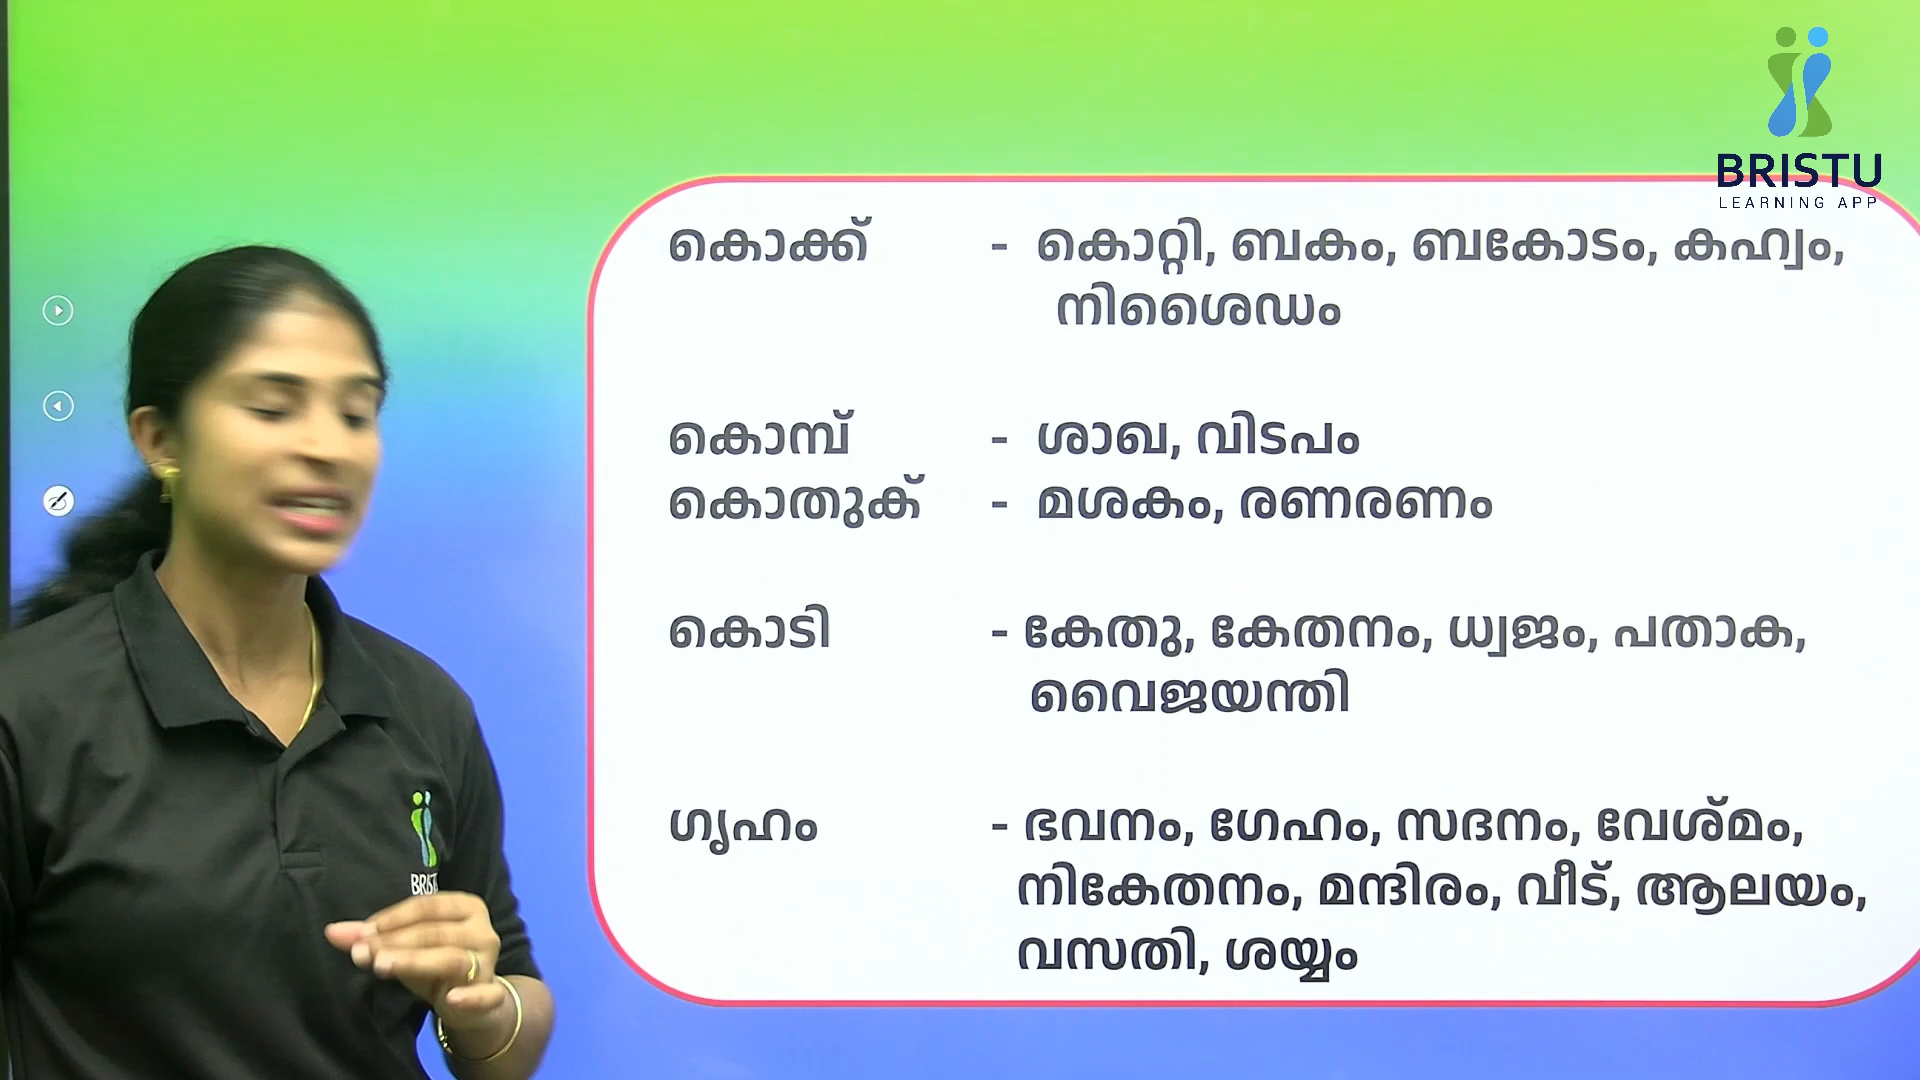 BRISTU
LEARNING APP
കൊക്ക് - കൊറ്റി, ബകം, ബകോടം, കഹ്വം,
നിശൈഡം
കൊമ്പ് - ശാഖ, വിടപം
കൊതുക് - മശകം, രണരണം
കൊടി - കേതു, കേതനം, ധ്വജം, പതാക,
വൈജയന്തി
ഗൃഹം - ഭവനം, ഗേഹം, സദനം, വേശ്മം,
നികേതനം, മന്ദിരം, വീട്, ആലയം,
വസതി, ശയ്യം